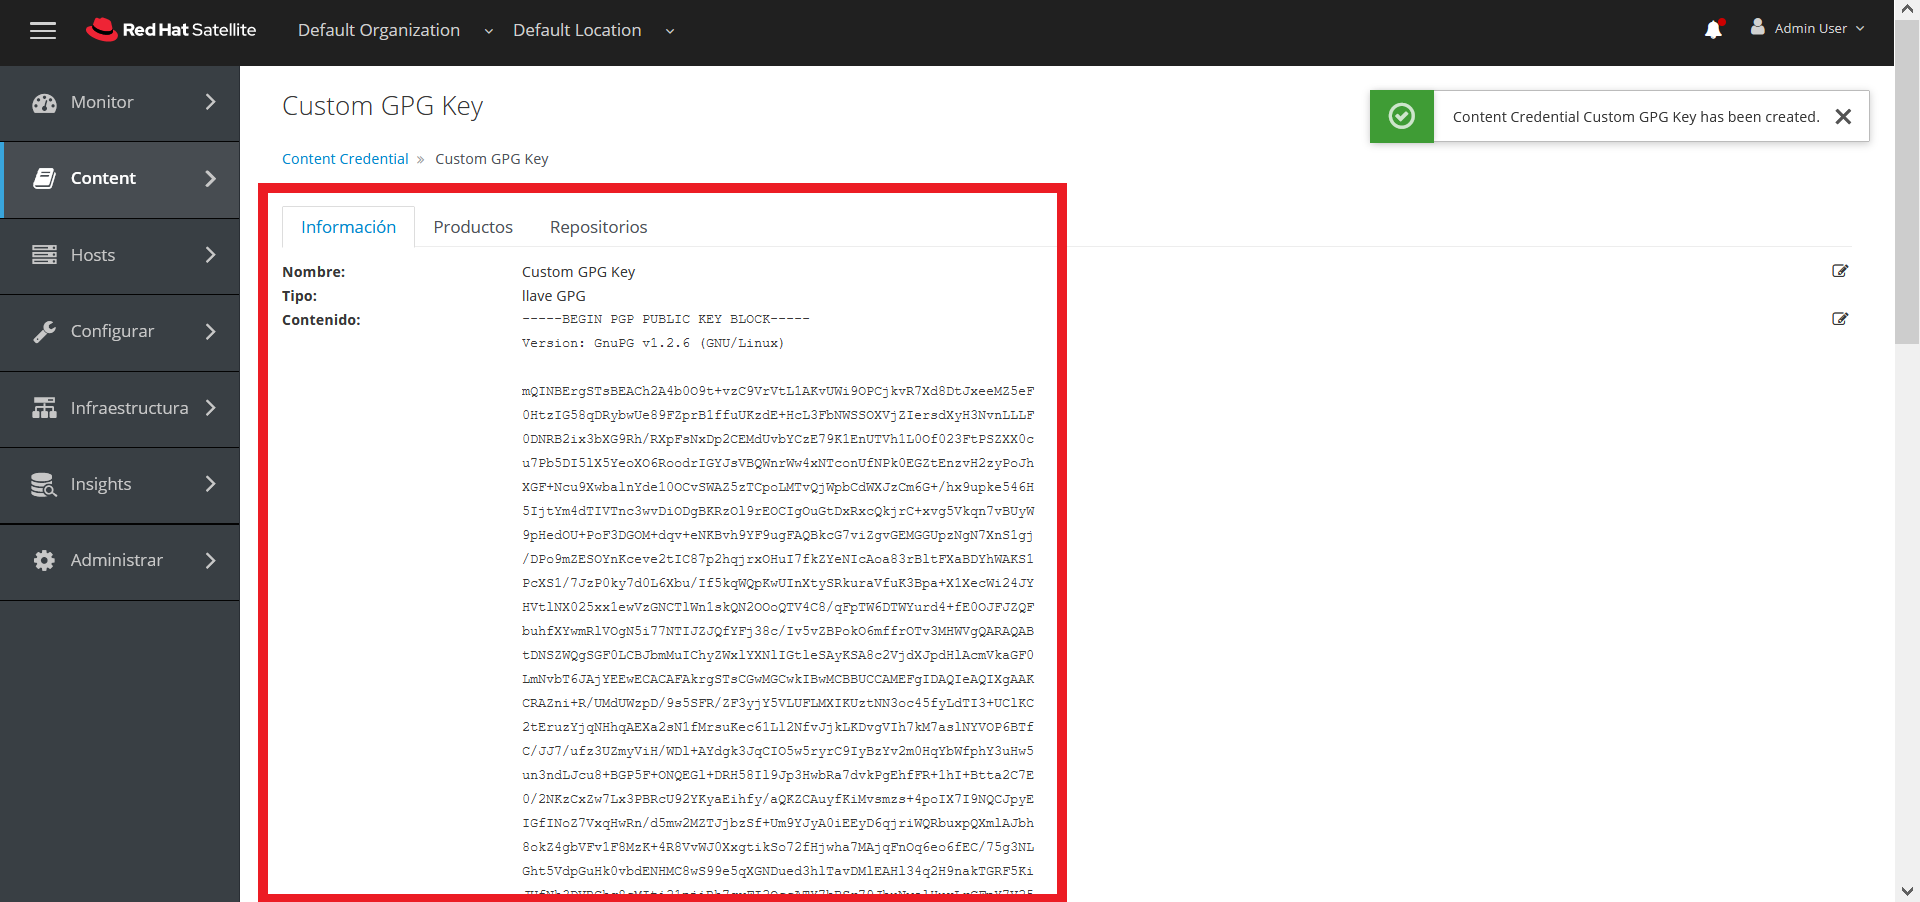 Red Hat Satellite
Default Organization
Default Location
Admin User
Monitor
Content
Hosts
Configurar
Infraestructura
Insights
Administrar
Custom GPG Key
Content Credential Custom GPG Key has been created.
Content Credential » Custom GPG Key
Información Productos Repositorios
Nombre: Custom GPG Key
Tipo: llave GPG
Contenido: -----BEGIN PGP PUBLIC KEY BLOCK-----
Version: GnuPG v1.2.6 (GNU/Linux)
mQINBErgSTsBEACh2A4b0O9t+vzC9VrVtL1AKvUWi9OPCjkvR7Xd8DtJxeeMZ5eF
0HtzIG58qDRybwUe89FZprB1ffuUKzdE+HcL3FbNWSSOXVjZIersdXyH3NvnLLLF
0DNRB2ix3bXG9Rh/RXpFsNxDp2CEMdUvbYCzE79K1EnUTVh1L0Of023FtPSZXX0c
u7Pb5DI5lX5YeoXO6RoodrIGYJsVBQWnrWw4xNTconUfNPk0EGZtEnzvH2zyPoJh
XGF+Ncu9XwbalnYde10OCvSWAZ5zTCpoLMTvQjWpbCdWXJzCm6G+/hx9upke546H
5IjtYm4dTIVTnc3wvDiODgBKRzOl9rEOCIgOuGtDxRxcQkjrC+xvg5Vkqn7vBUyW
9pHedOU+PoF3DGOM+dqv+eNKBvh9YF9ugFAQBkcG7viZgvGEMGGUpzNgN7XnS1gj
/DPo9mZESOYnKceve2tIC87p2hqjrxOHuI7fkZYeNIcAoa83rBltFXaBDYhWAKS1
PcXS1/7JzP0ky7d0L6Xbu/If5kqWQpKwUInXtySRkuraVfuK3Bpa+X1XecWi24JY
HVtlNX025xx1ewVzGNCTlWn1skQN2OOoQTV4C8/qFpTW6DTWYurd4+fE0OJFJZQF
buhfXYwmRlVOgN5i77NTIJZJQfYFj38c/Iv5vZBPokO6mffrOTv3MHWVgQARAQAB
tDNSZWQgSGF0LCBJbmMuIChyZWxlYXNlIGtleSAyKSA8c2VjdXJpdHlAcmVkaGF0
LmNvbT6JAjYEEwECACAFAkrgSTsCGwMGCwkIBwMCBBUCCAMEFgIDAQIeAQIXgAAK
CRAZni+R/UMdUWzpD/9s5SFR/ZF3yjY5VLUFLMXIKUztNN3oc45fyLdTI3+UClKC
2tEruzYjqNHhqAEXa2sN1fMrsuKec61Ll2NfvJjkLKDvgVIh7kM7aslNYVOP6BTf
C/JJ7/ufz3UZmyViH/WDl+AYdgk3JqCIO5w5ryrC9IyBzYv2m0HqYbWfphY3uHw5
un3ndLJcu8+BGP5F+ONQEGl+DRH58Il9Jp3HwbRa7dvkPgEhfFR+1hI+Btta2C7E
0/2NKzCxZw7Lx3PBRcU92YKyaEihfy/aQKZCAuyfKiMvsmzs+4poIX7I9NQCJpyE
IGfINoZ7VxqHwRn/d5mw2MZTJjbzSf+Um9YJyA0iEEyD6qjriWQRbuxpQXmlAJbh
8okZ4gbVFv1F8MzK+4R8VvWJ0XxgtikSo72fHjwha7MAjqFnOq6eo6fEC/75g3NL
Ght5VdpGuHk0vbdENHMC8wS99e5qXGNDued3hlTavDMlEAHl34q2H9nakTGRF5Ki